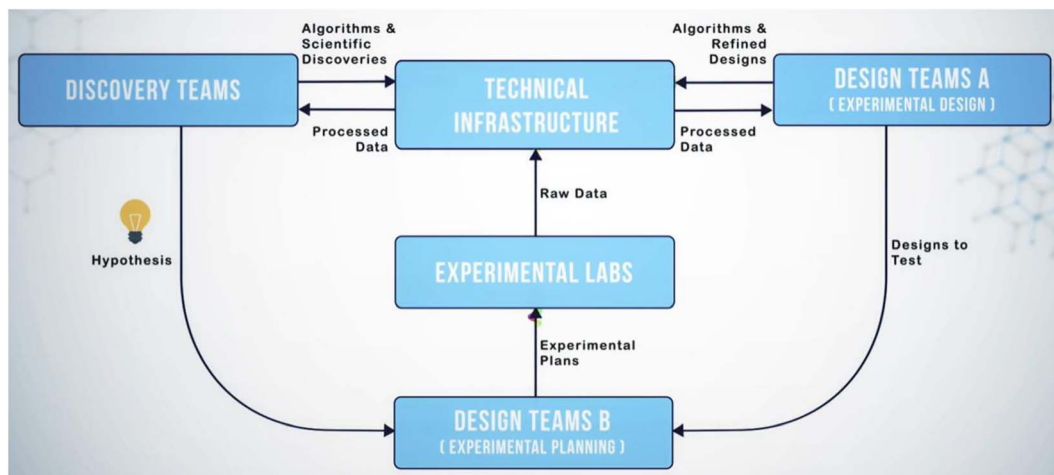 Algorithms &
Scientific
Discoveries
Algorithms &
Refined
Designs
DISCOVERY TEAMS
TECHNICAL
INFRASTRUCTURE
DESIGN TEAMS A
( EXPERIMENTAL DESIGN )
Processed
Data
Processed
Data
Raw Data
Hypothesis
EXPERIMENTAL LABS
Designs to
Test
Experimental
Plans
DESIGN TEAMS B
( EXPERIMENTAL PLANNING )